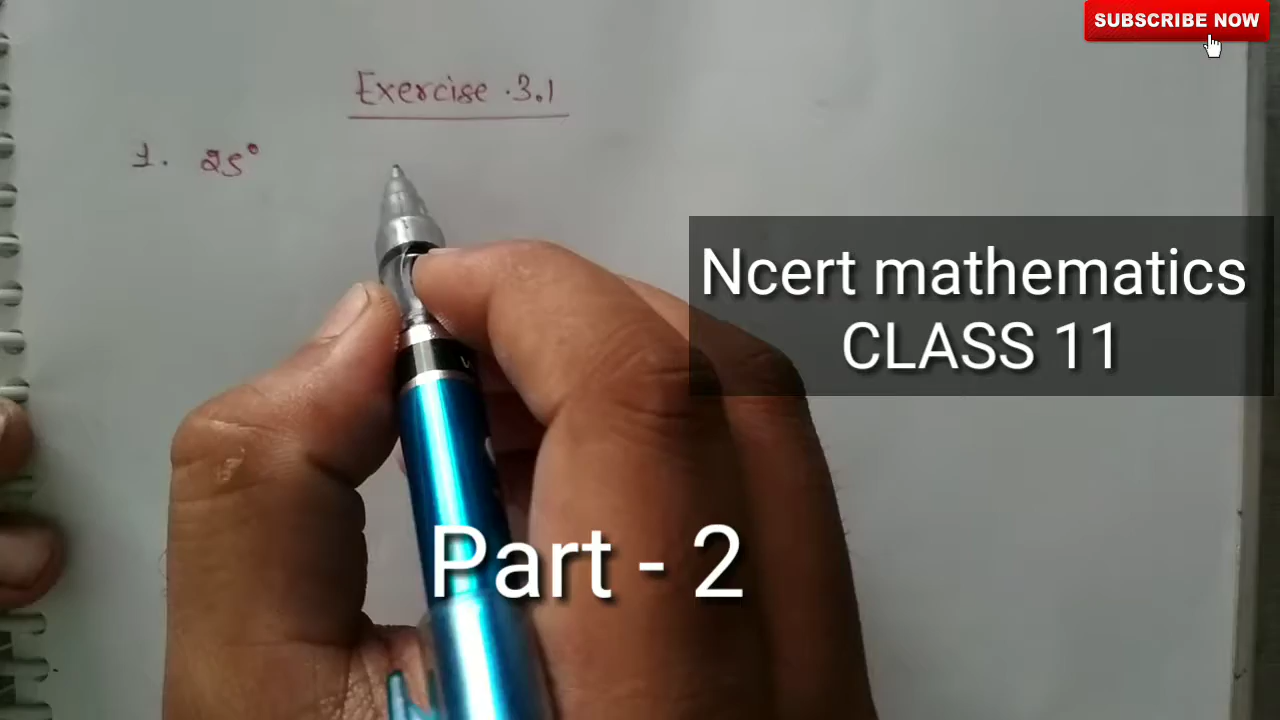 SUBSCRIBE NOW
Exercise .3.1
1. 25°
Ncert mathematics
CLASS 11
Part - 2